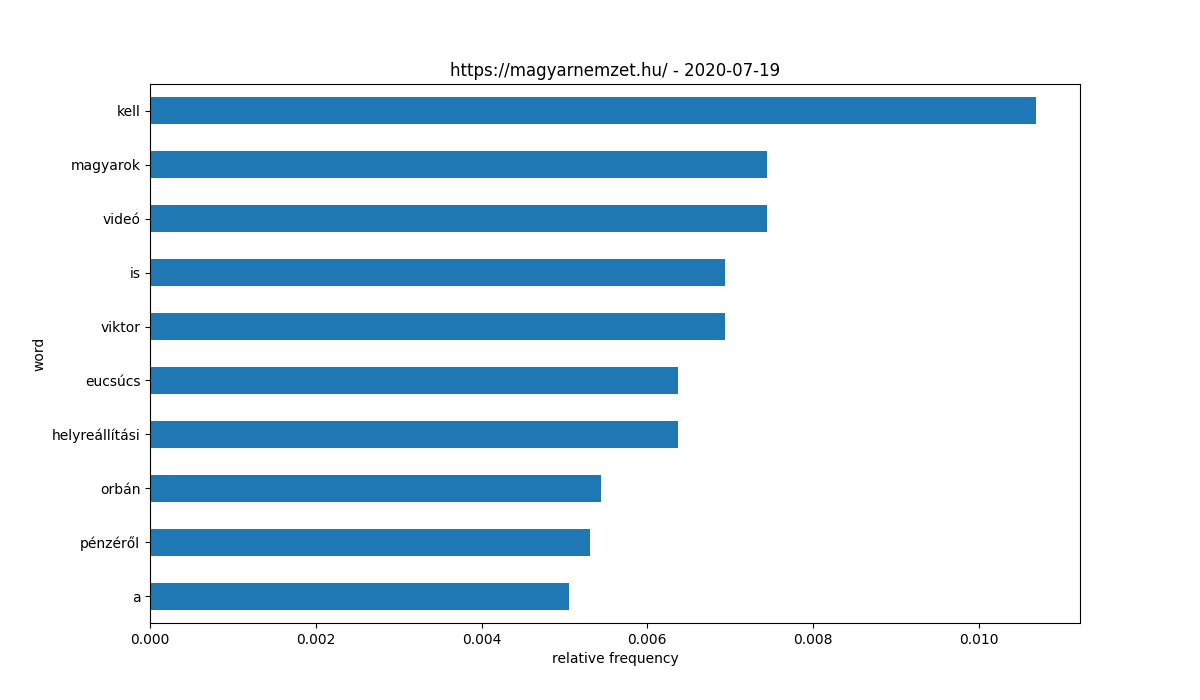 https://magyarnemzet.hu/ - 2020-07-19
kell
magyarok
videó
is
viktor
eucsúcs
helyreállítási
orbán
pénzéről
a
word
0.000 0.002 0.004 0.006 0.008 0.010
relative frequency